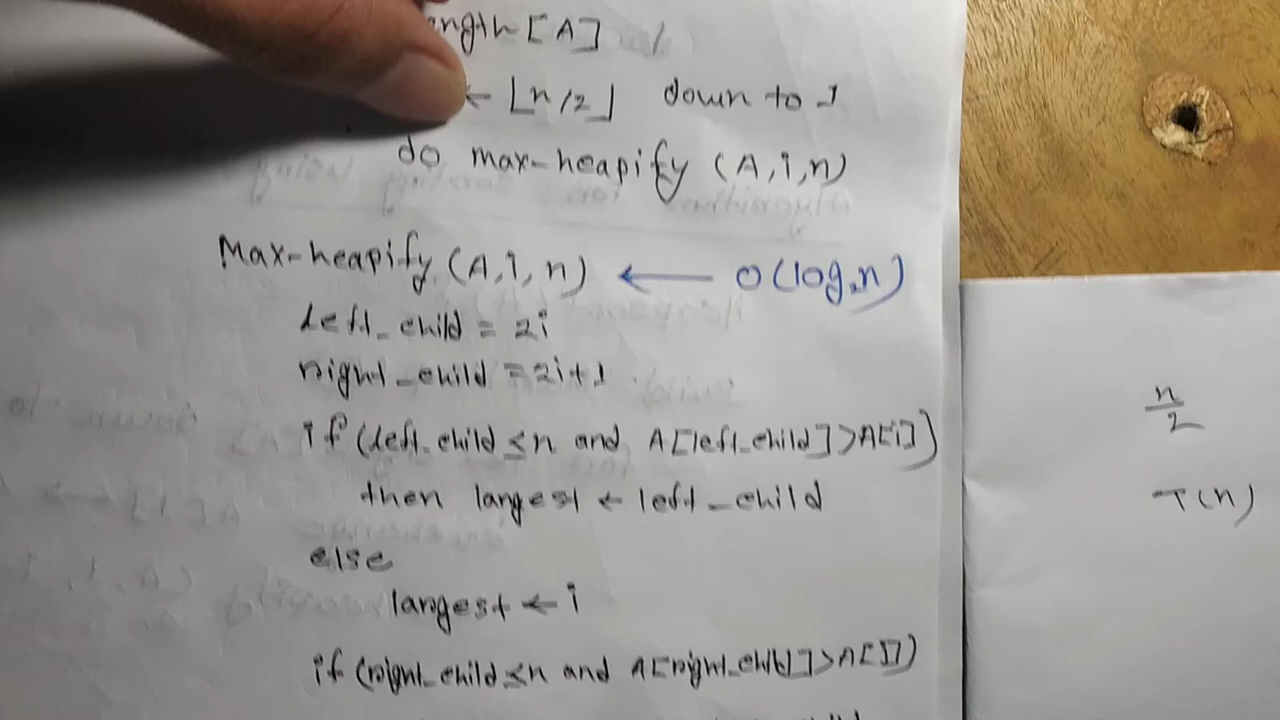 ngth [A]
← ⌊n/2⌋ down to 1
do max-heapify (A, i, n)
Max-heapify (A, i, n) ← O(log n)
left_child = 2i
right_child = 2i+1
if (left_child ≤ n and A[left_child] > A[i])
then largest ← left_child
else
largest ← i
if (right_child ≤ n and A[right_child] > A[i])
n/2
T(n)